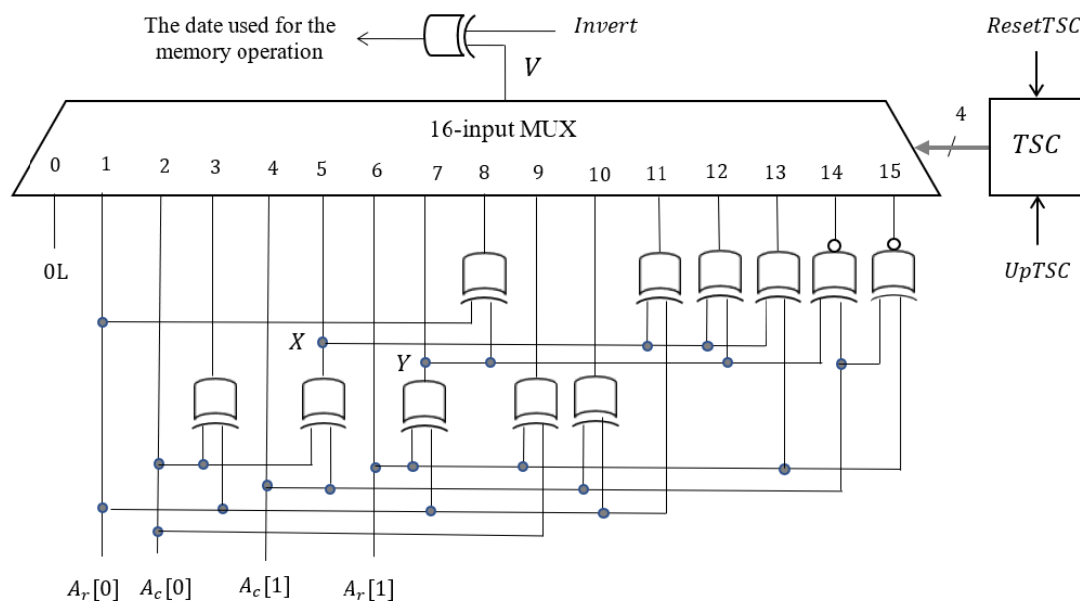 The date used for the
memory operation
Invert
ResetTSC
V
16-input MUX
4
TSC
0 1 2 3 4 5 6 7 8 9 10 11 12 13 14 15
0L
UpTSC
X
Y
A_r[0] A_c[0] A_c[1] A_r[1]